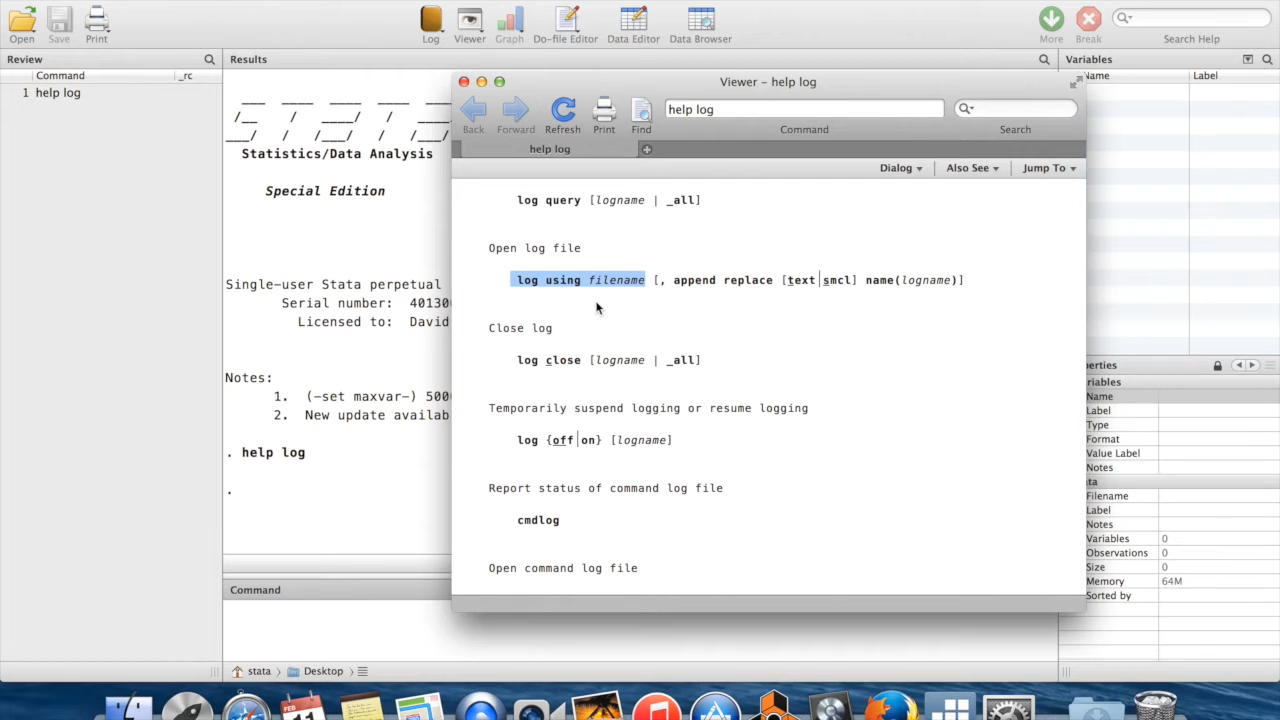 Open
Save
Print
Log
Viewer
Graph
Do-file Editor
Data Editor
Data Browser
More
Break
Search Help
Review
Command
_rc
1 help log
Results
Statistics/Data Analysis
Special Edition
Single-user Stata perpetual
Serial number: 40130
Licensed to: David
Notes:
1. (-set maxvar-) 500
2. New update availab
. help log
.
Command
stata
Desktop
Viewer – help log
Back
Forward
Refresh
Print
Find
help log
Command
Search
help log
Dialog
Also See
Jump To
log query [logname | _all]
Open log file
log using filename [, append replace [text|smcl] name(logname)]
Close log
log close [logname | _all]
Temporarily suspend logging or resume logging
log {off|on} [logname]
Report status of command log file
cmdlog
Open command log file
Variables
Name
Label
perties
ariables
Name
Label
Type
Format
Value Label
Notes
ata
Filename
Label
Notes
Variables 0
Observations 0
Size 0
Memory 64M
Sorted by